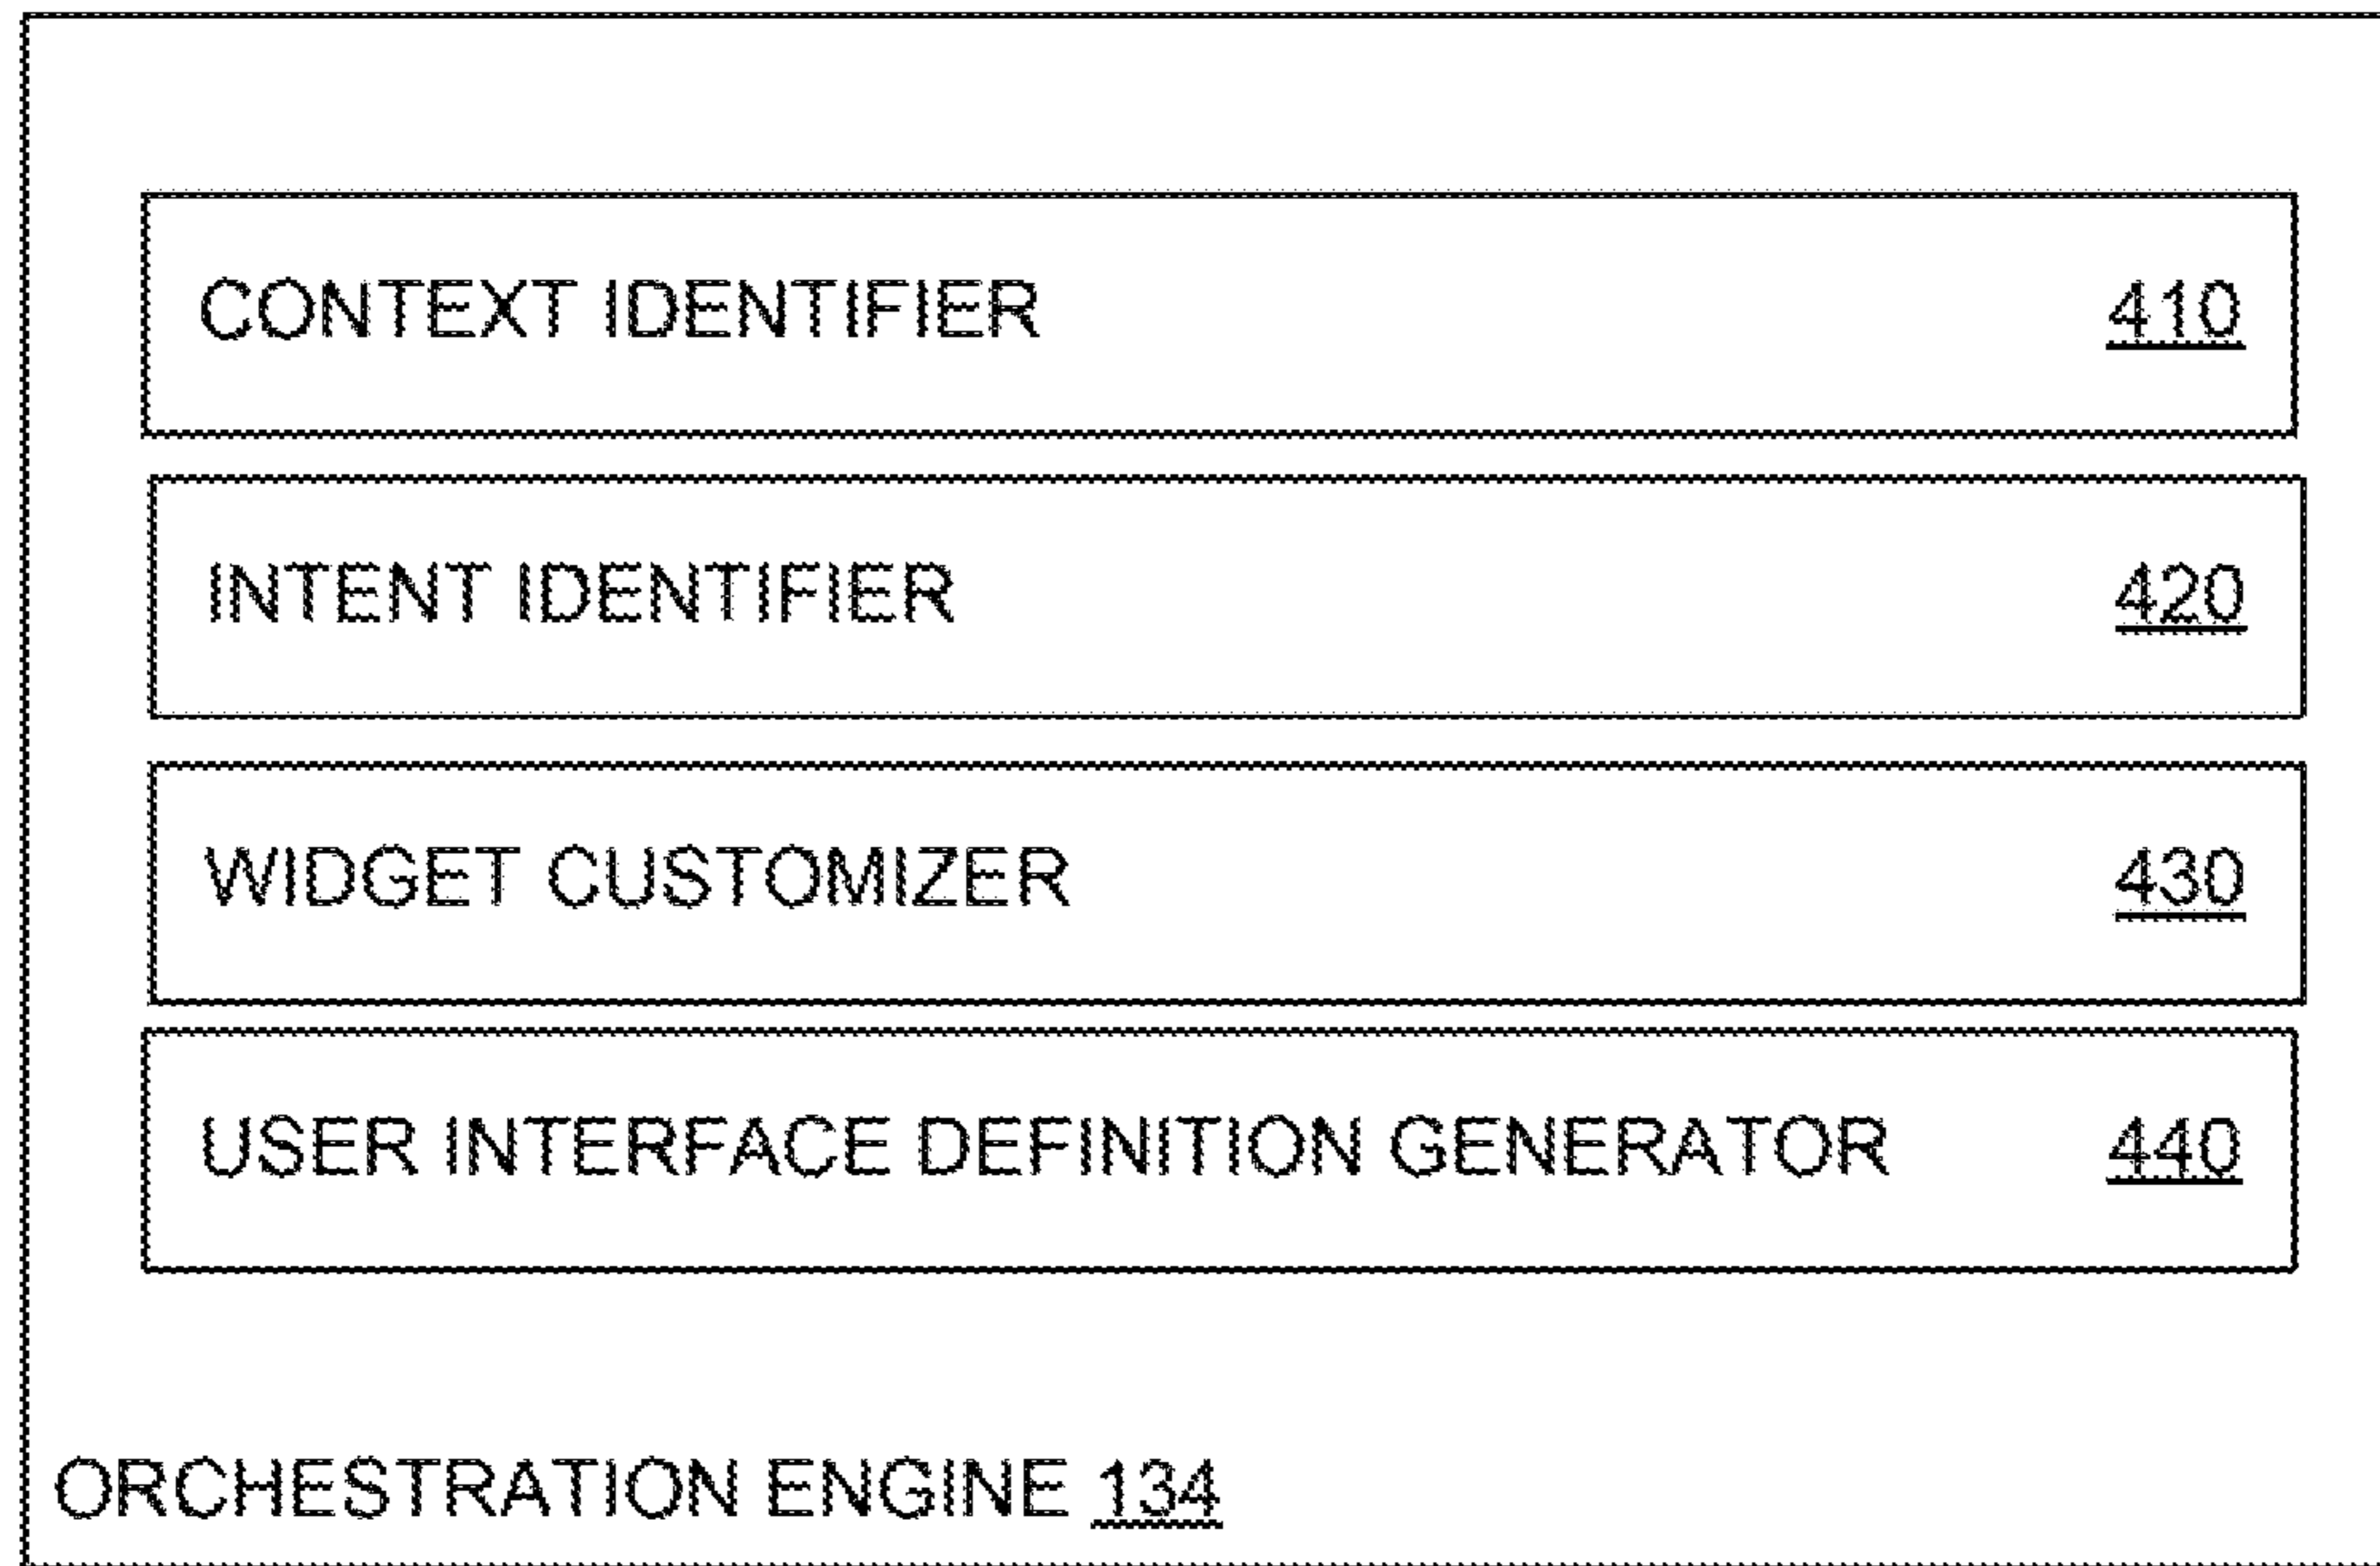 CONTEXT IDENTIFIER 410
INTENT IDENTIFIER 420
WIDGET CUSTOMIZER 430
USER INTERFACE DEFINITION GENERATOR 440
ORCHESTRATION ENGINE 134